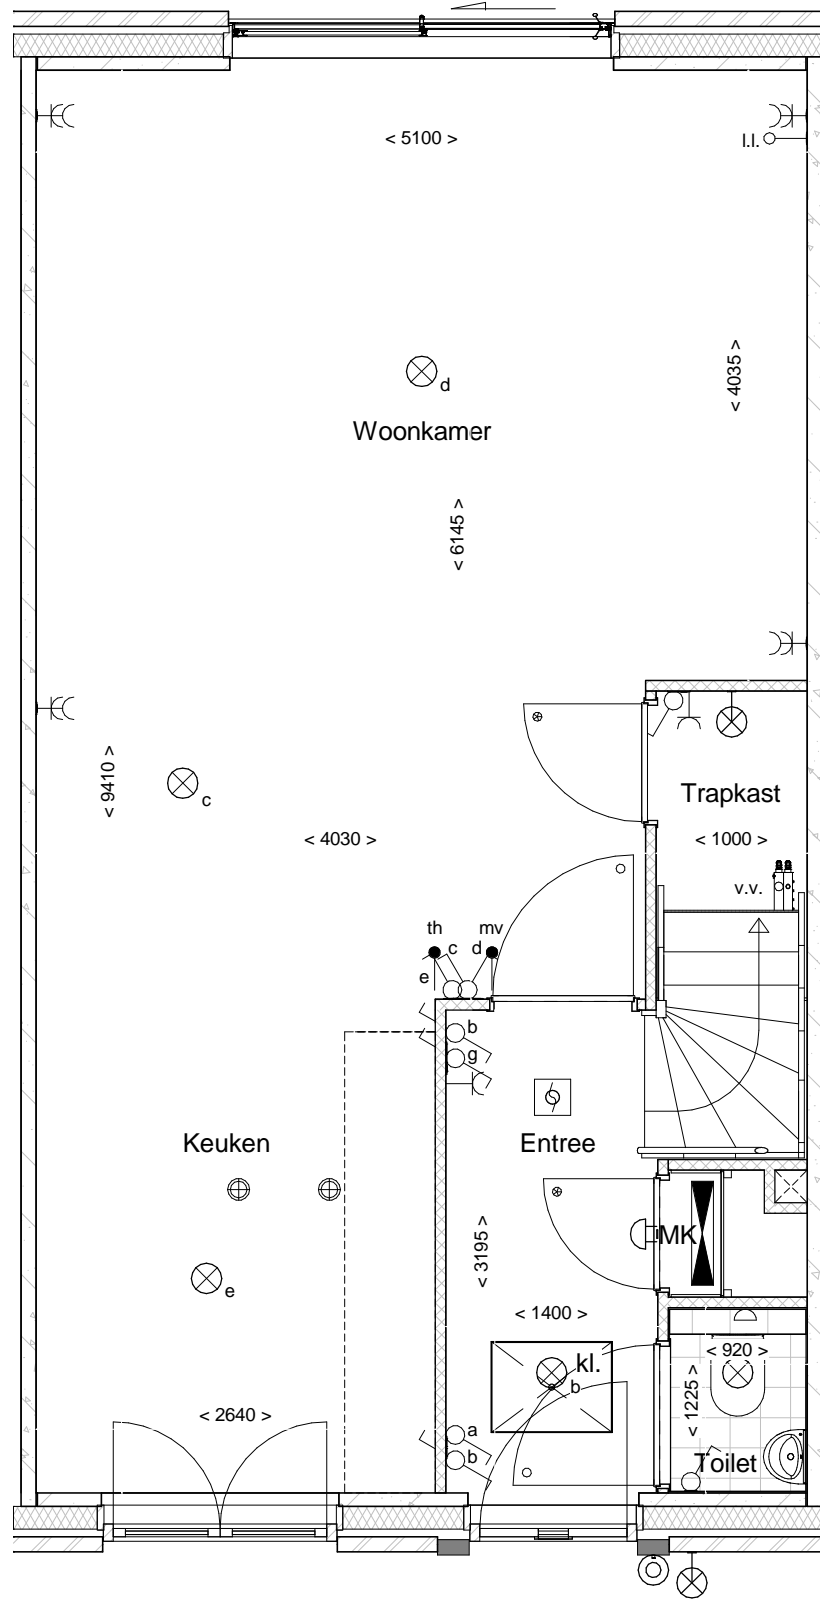 < 5100 >
l.l.
< 4035 >
d
Woonkamer
< 6145 >
< 9410 >
c
Trapkast
< 4030 >
< 1000 >
v.v.
th
mv
c
d
e
b
g
Keuken
Entree
MK
< 3195 >
e
< 1400 >
< 920 >
kl.
b
< 1225 >
< 2640 >
a
b
Toilet